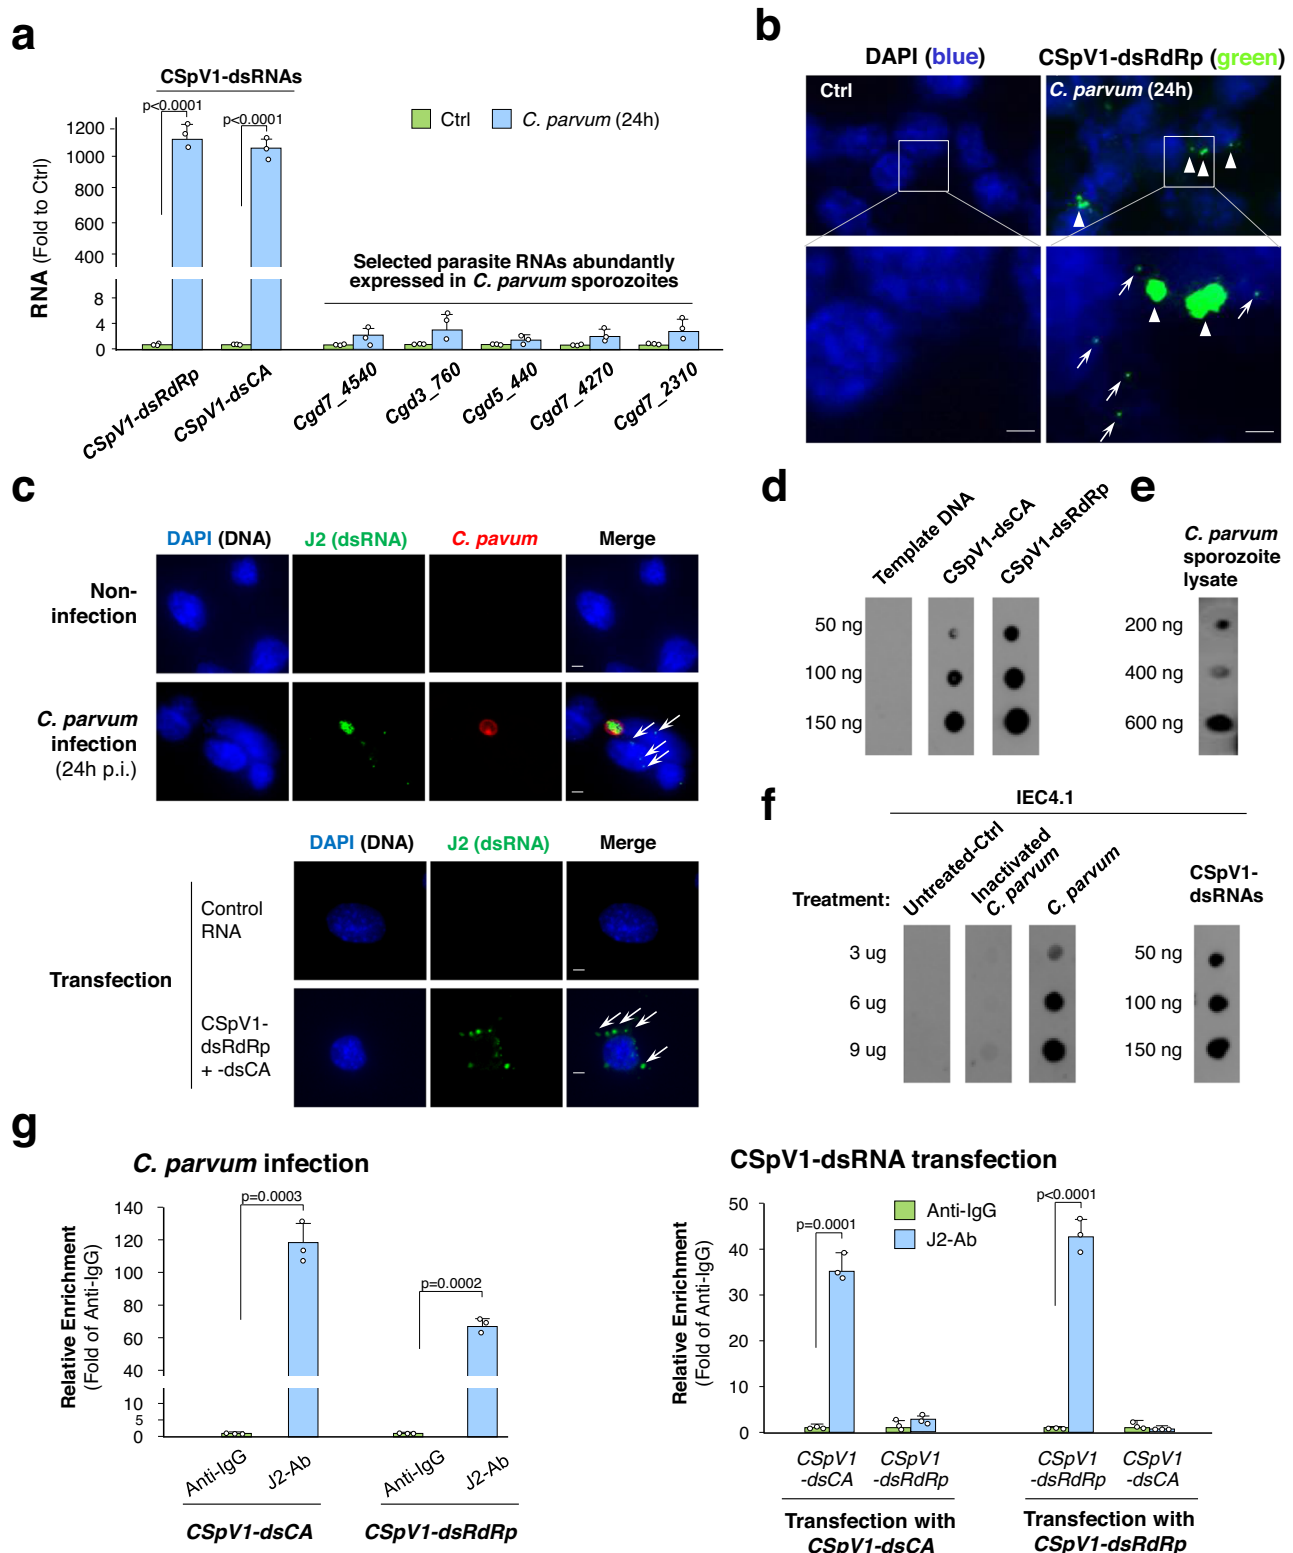 a
CSpV1-dsRNAs
p<0.0001
p<0.0001
Ctrl
C. parvum (24h)
RNA (Fold to Ctrl)
1200
1000
800
600
400
8
4
0
Selected parasite RNAs abundantly
expressed in C. parvum sporozoites
CSpV1-dsRdRp
CSpV1-dsCA
Cgd7_4540
Cgd3_760
Cgd5_440
Cgd7_4270
Cgd7_2310
b
DAPI (blue)
CSpV1-dsRdRp (green)
Ctrl
C. parvum (24h)
c
DAPI (DNA)
J2 (dsRNA)
C. pavum
Merge
Non-
infection
C. parvum
infection
(24h p.i.)
DAPI (DNA)
J2 (dsRNA)
Merge
Transfection
Control
RNA
CSpV1-
dsRdRp
+ -dsCA
d
Template DNA
CSpV1-dsCA
CSpV1-dsRdRp
50 ng
100 ng
150 ng
e
C. parvum
sporozoite
lysate
200 ng
400 ng
600 ng
f
IEC4.1
Treatment:
Untreated-Ctrl
Inactivated
C. parvum
C. parvum
CSpV1-
dsRNAs
3 ug
6 ug
9 ug
50 ng
100 ng
150 ng
g
C. parvum infection
Relative Enrichment
(Fold of Anti-IgG)
140
120
100
80
60
40
10
5
0
p=0.0003
p=0.0002
Anti-IgG
J2-Ab
Anti-IgG
J2-Ab
CSpV1-dsCA
CSpV1-dsRdRp
CSpV1-dsRNA transfection
Relative Enrichment
(Fold of Anti-IgG)
50
40
30
20
10
0
p=0.0001
p<0.0001
Anti-IgG
J2-Ab
CSpV1
-dsCA
CSpV1
-dsRdRp
CSpV1
-dsRdRp
CSpV1
-dsCA
Transfection with
CSpV1-dsCA
Transfection with
CSpV1-dsRdRp